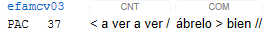 efamcv03 CNT COM
PAC 37 < a ver a ver / ábrelo > bien //